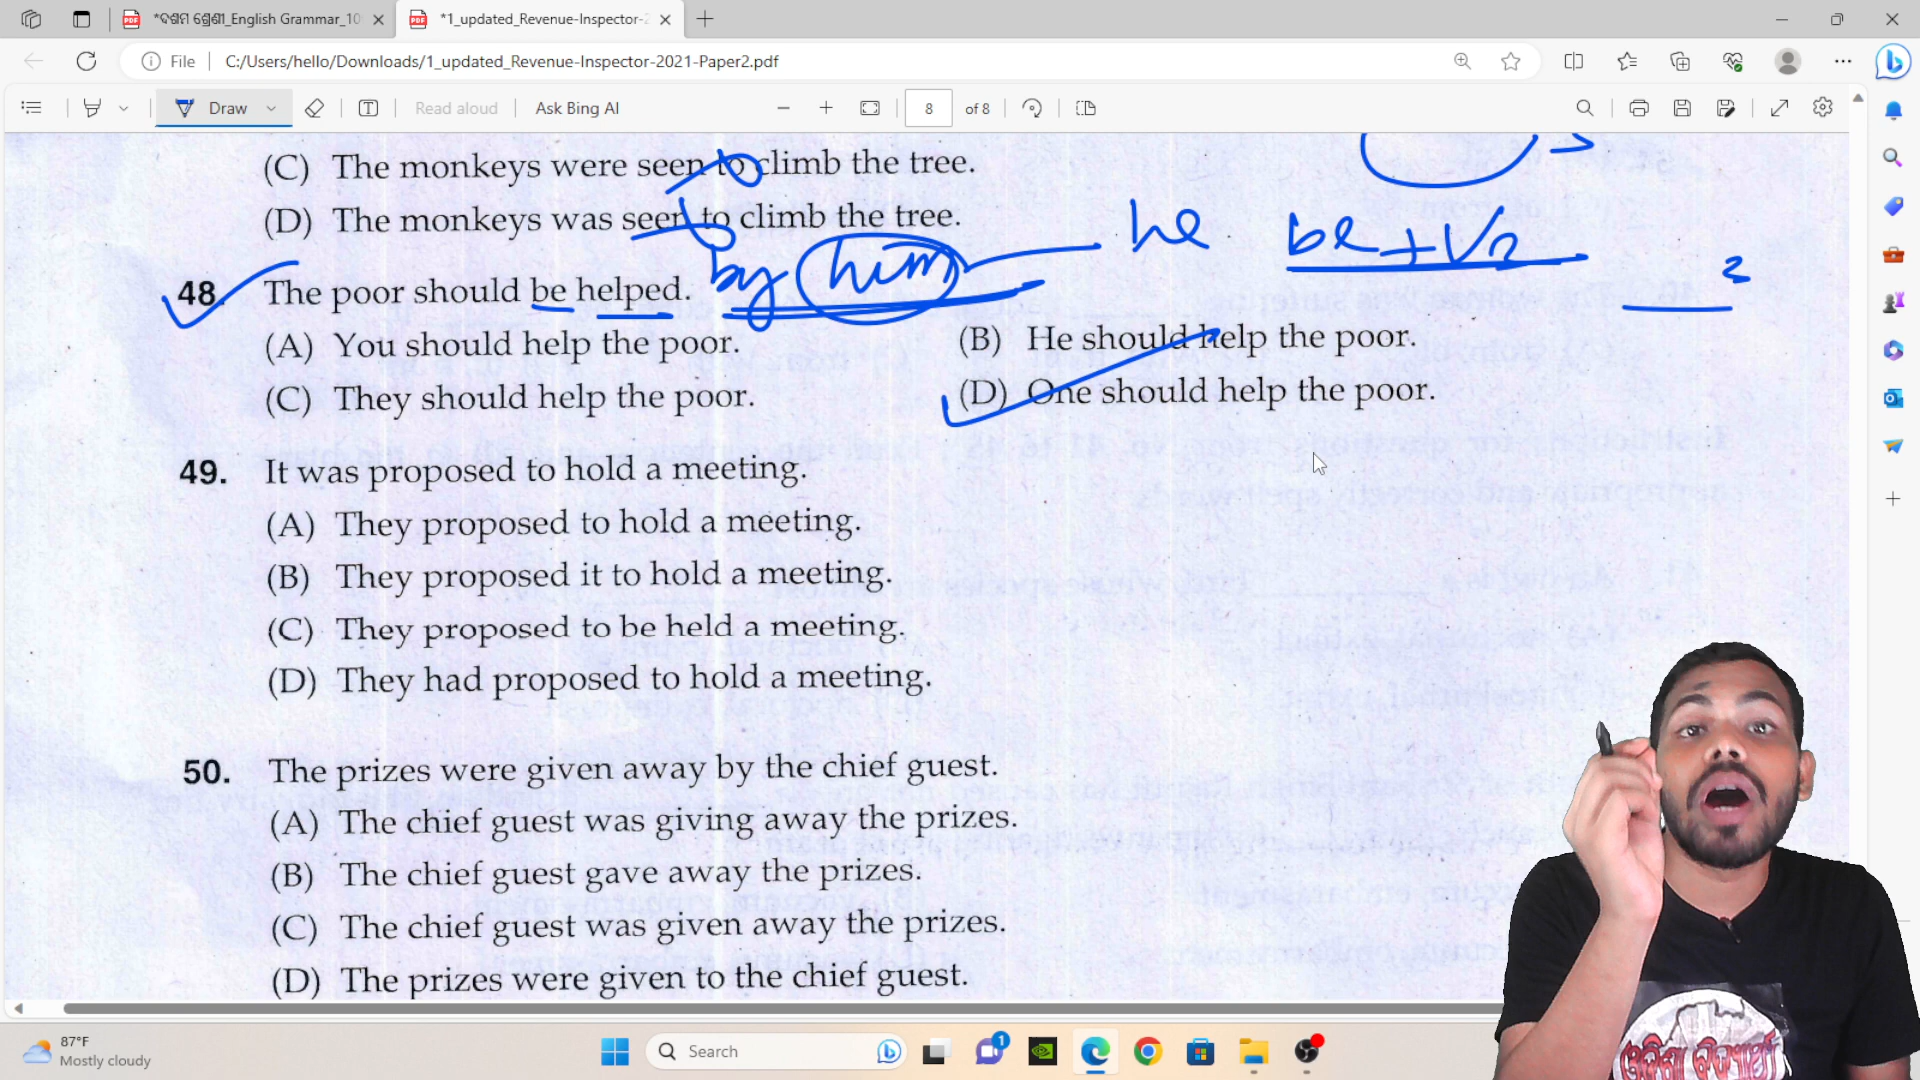 *ଦଶମ ଶ୍ରେଣୀ_English Grammar_10
*1_updated_Revenue-Inspector-2
File
C:/Users/hello/Downloads/1_updated_Revenue-Inspector-2021-Paper2.pdf
Draw
Read aloud
Ask Bing AI
8
of 8
(C) The monkeys were seen to climb the tree.
(D) The monkeys was seen to climb the tree.
by him
he
be + V3
48. The poor should be helped.
(A) You should help the poor.
(B) He should help the poor.
(C) They should help the poor.
(D) One should help the poor.
49. It was proposed to hold a meeting.
(A) They proposed to hold a meeting.
(B) They proposed it to hold a meeting.
(C) They proposed to be held a meeting.
(D) They had proposed to hold a meeting.
50. The prizes were given away by the chief guest.
(A) The chief guest was giving away the prizes.
(B) The chief guest gave away the prizes.
(C) The chief guest was given away the prizes.
(D) The prizes were given to the chief guest.
87°F
Mostly cloudy
Search
1